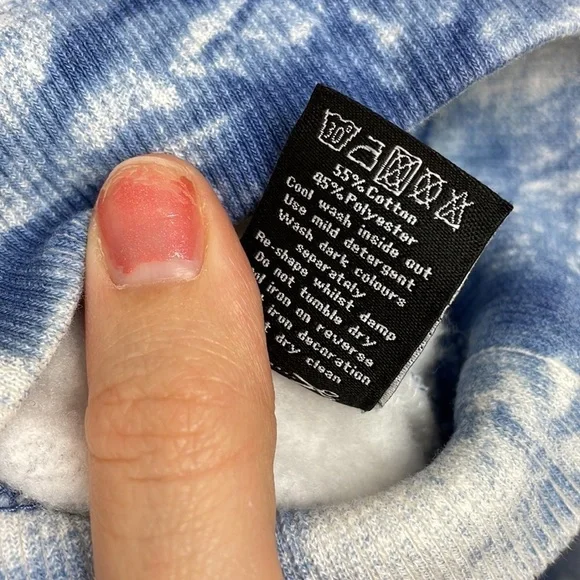 30°
55%Cotton
45%Polyester
Cool wash inside out
Use mild detergent
Wash dark colours
separately
Re-shape whilst damp
Do not tumble dry
iron on reverse
iron decoration
dry clean